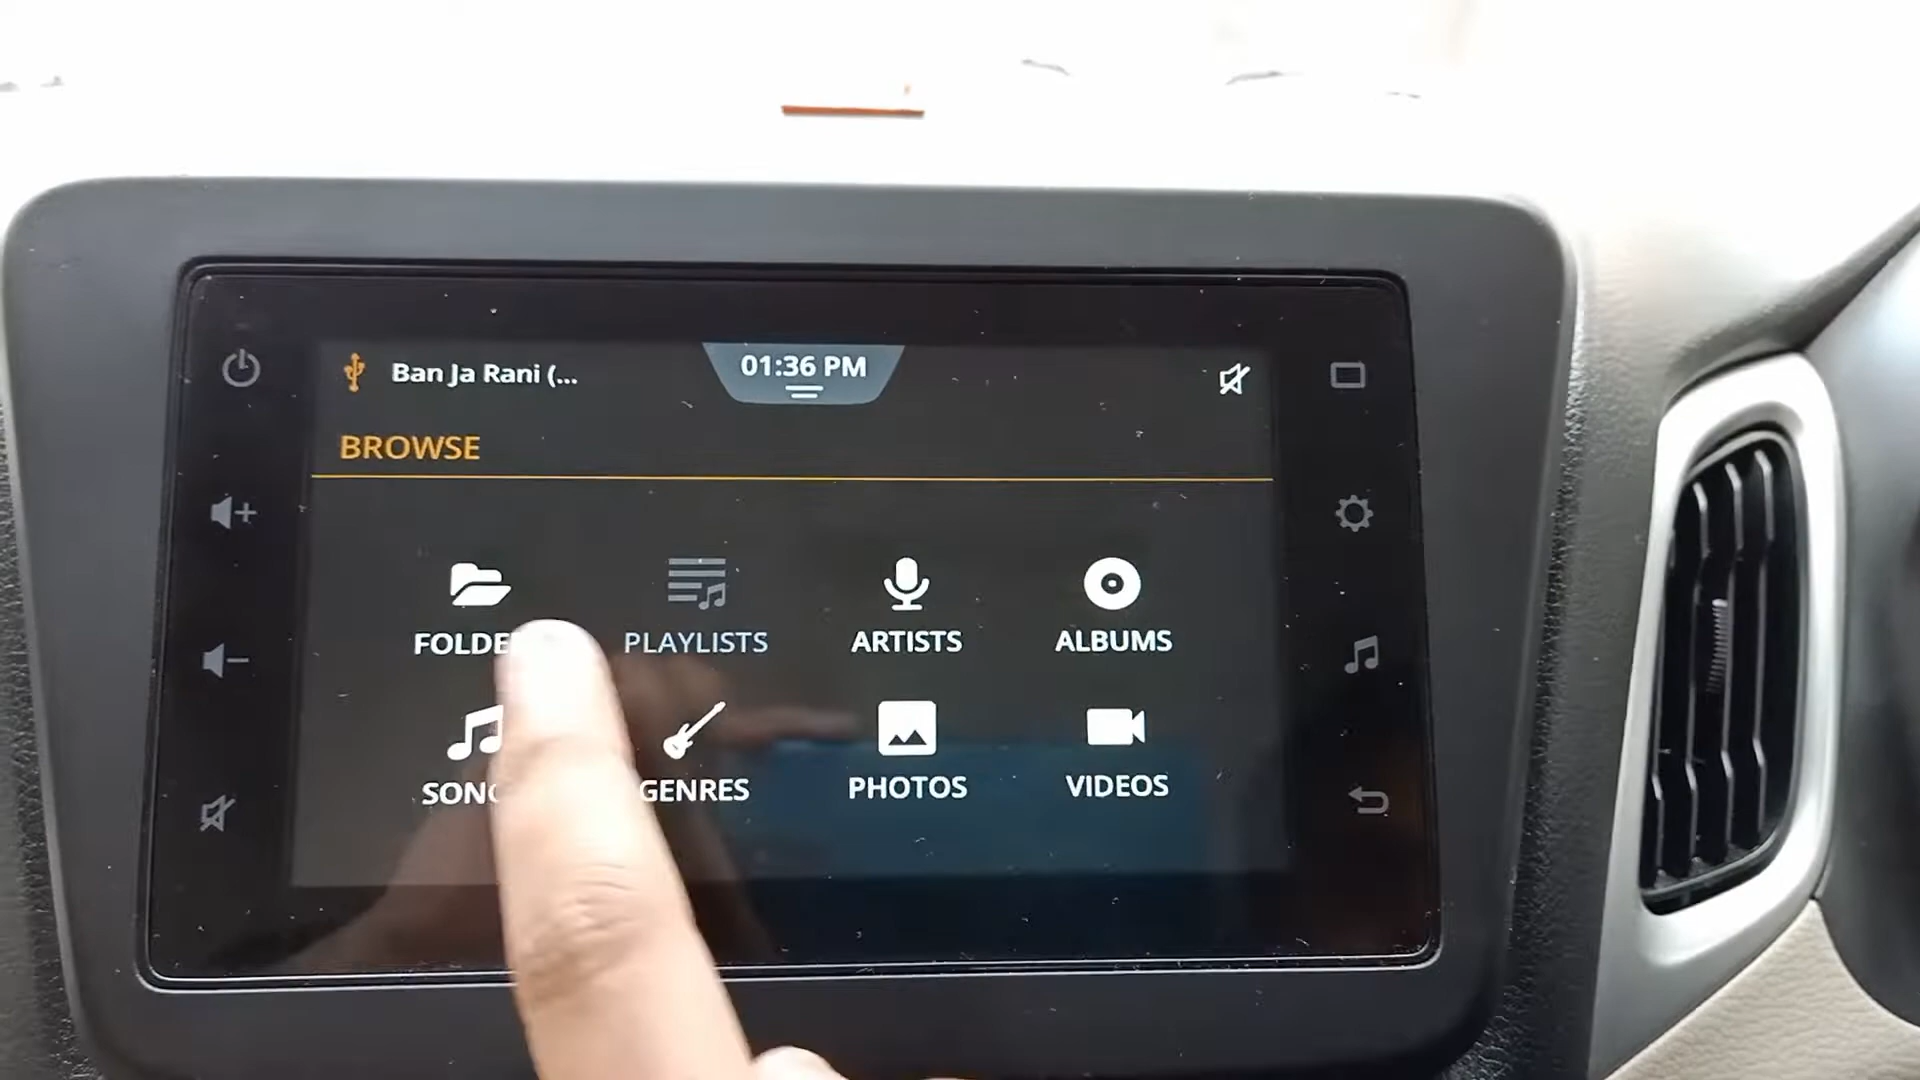 Ban Ja Rani (...
01:36 PM
BROWSE
PLAYLISTS
ARTISTS
ALBUMS
GENRES
PHOTOS
VIDEOS